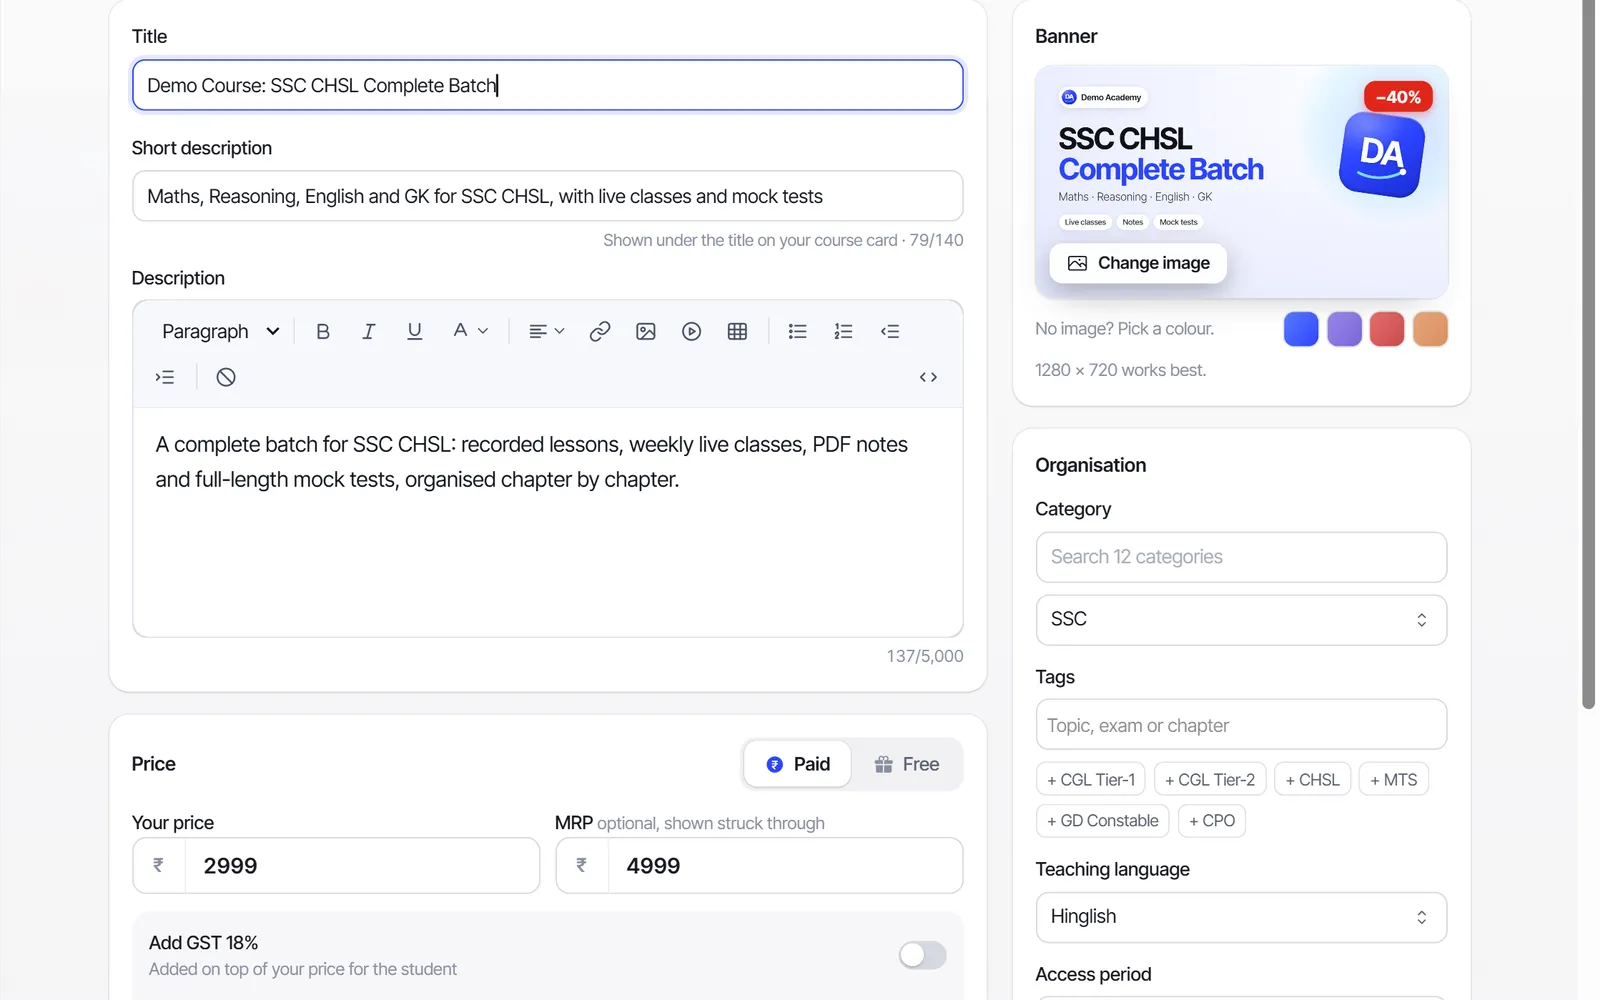 Title
Demo Course: SSC CHSL Complete Batch
Short description
Maths, Reasoning, English and GK for SSC CHSL, with live classes and mock tests
Shown under the title on your course card · 79/140
Description
Paragraph
B I U A
A complete batch for SSC CHSL: recorded lessons, weekly live classes, PDF notes
and full-length mock tests, organised chapter by chapter.
137/5,000
Price
Paid
Free
Your price
₹ 2999
MRP optional, shown struck through
₹ 4999
Add GST 18%
Added on top of your price for the student
Banner
DA Demo Academy
−40%
SSC CHSL
Complete Batch
DA
Maths · Reasoning · English · GK
Live classes Notes Mock tests
Change image
No image? Pick a colour.
1280 × 720 works best.
Organisation
Category
Search 12 categories
SSC
Tags
Topic, exam or chapter
+ CGL Tier-1 + CGL Tier-2 + CHSL + MTS
+ GD Constable + CPO
Teaching language
Hinglish
Access period